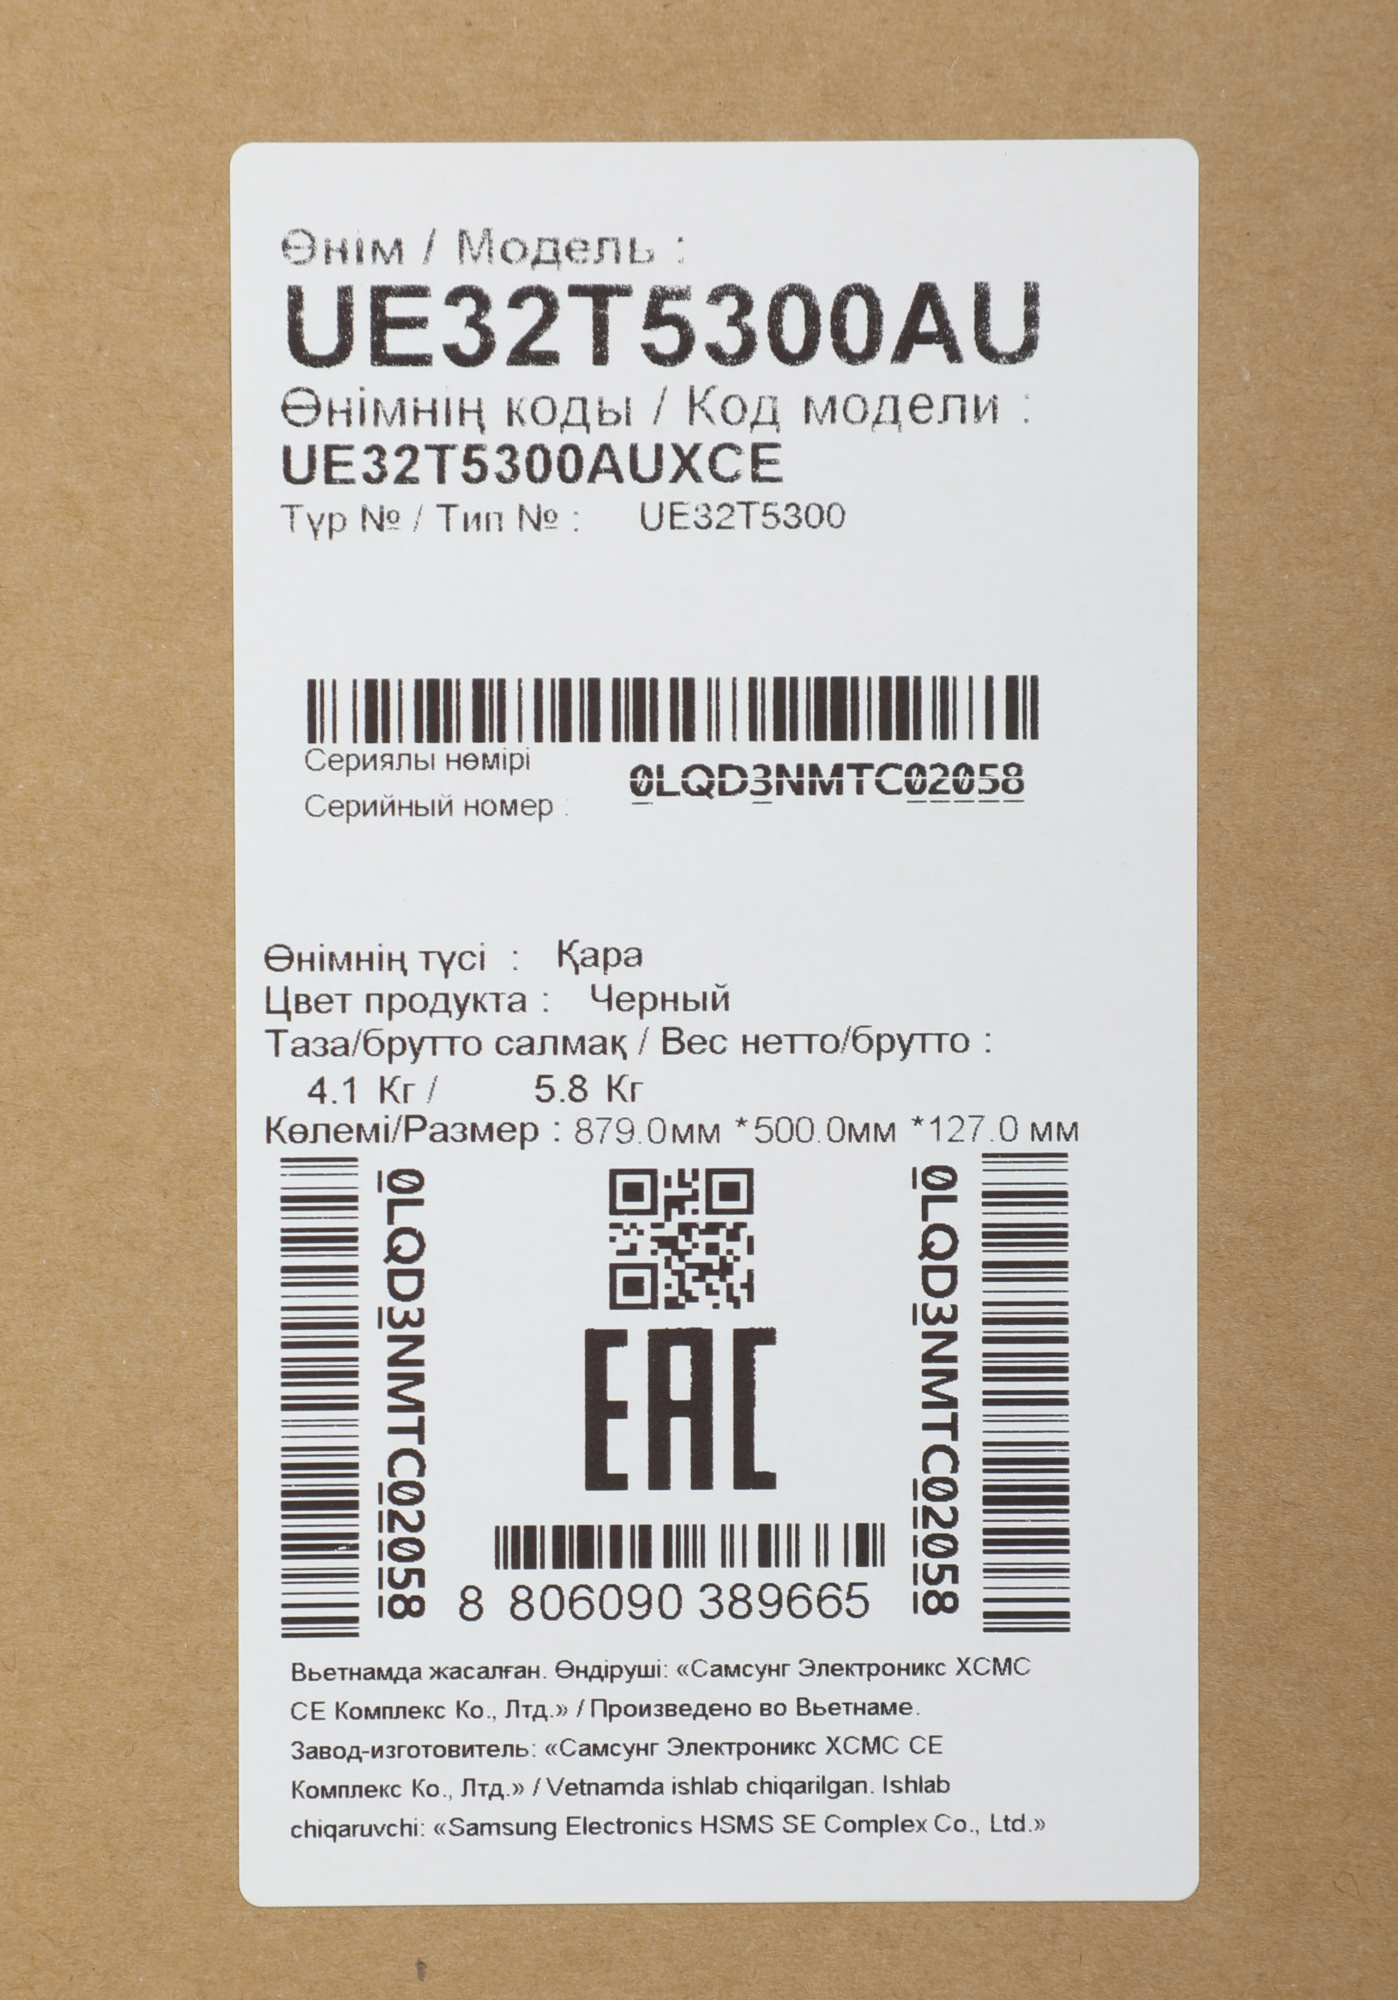 Өнім / Модель :
UE32T5300AU
Өнімнің коды / Код модели :
UE32T5300AUXCE
Түр № / Тип № : UE32T5300
Сериялы нөмірі
Серийный номер : 0LQD3NMTC02058
Өнімнің түсі : Қара
Цвет продукта : Черный
Таза/брутто салмақ / Вес нетто/брутто :
4.1 Кг / 5.8 Кг
Көлемі/Размер : 879.0мм *500.0мм *127.0 мм
0LQD3NMTC02058
0LQD3NMTC02058
EAC
8 806090 389665
Вьетнамда жасалған. Өндіруші: «Самсунг Электроникс ХСМС
СЕ Комплекс Ко., Лтд.» / Произведено во Вьетнаме.
Завод-изготовитель: «Самсунг Электроникс ХСМС СЕ
Комплекс Ко., Лтд.» / Vetnamda ishlab chiqarilgan. Ishlab
chiqaruvchi: «Samsung Electronics HSMS SE Complex Co., Ltd.»